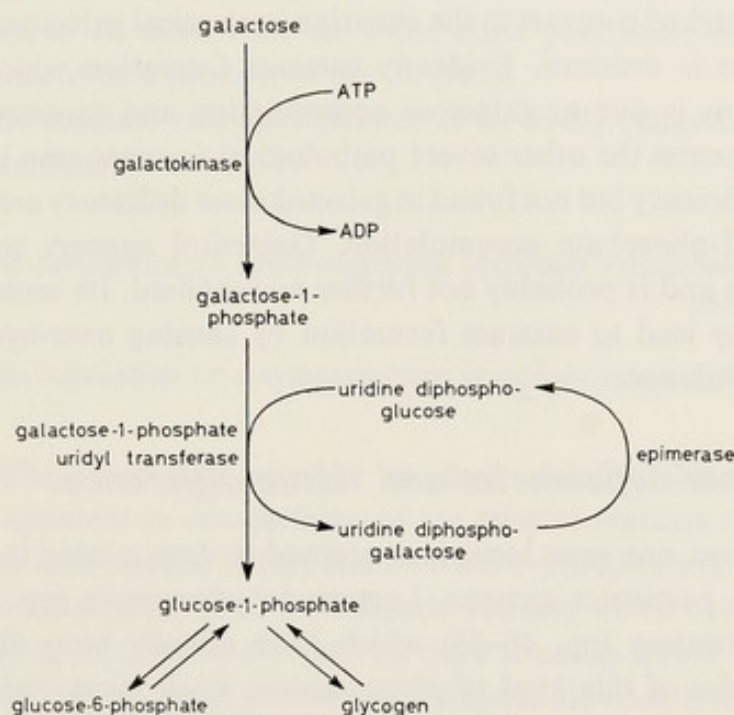 galactose
ATP
galactokinase
ADP
galactose-1-
phosphate
uridine diphospho-
glucose
galactose-1-phosphate
uridyl transferase
epimerase
uridine diphospho-
galactose
glucose-1-phosphate
glucose-6-phosphate
glycogen